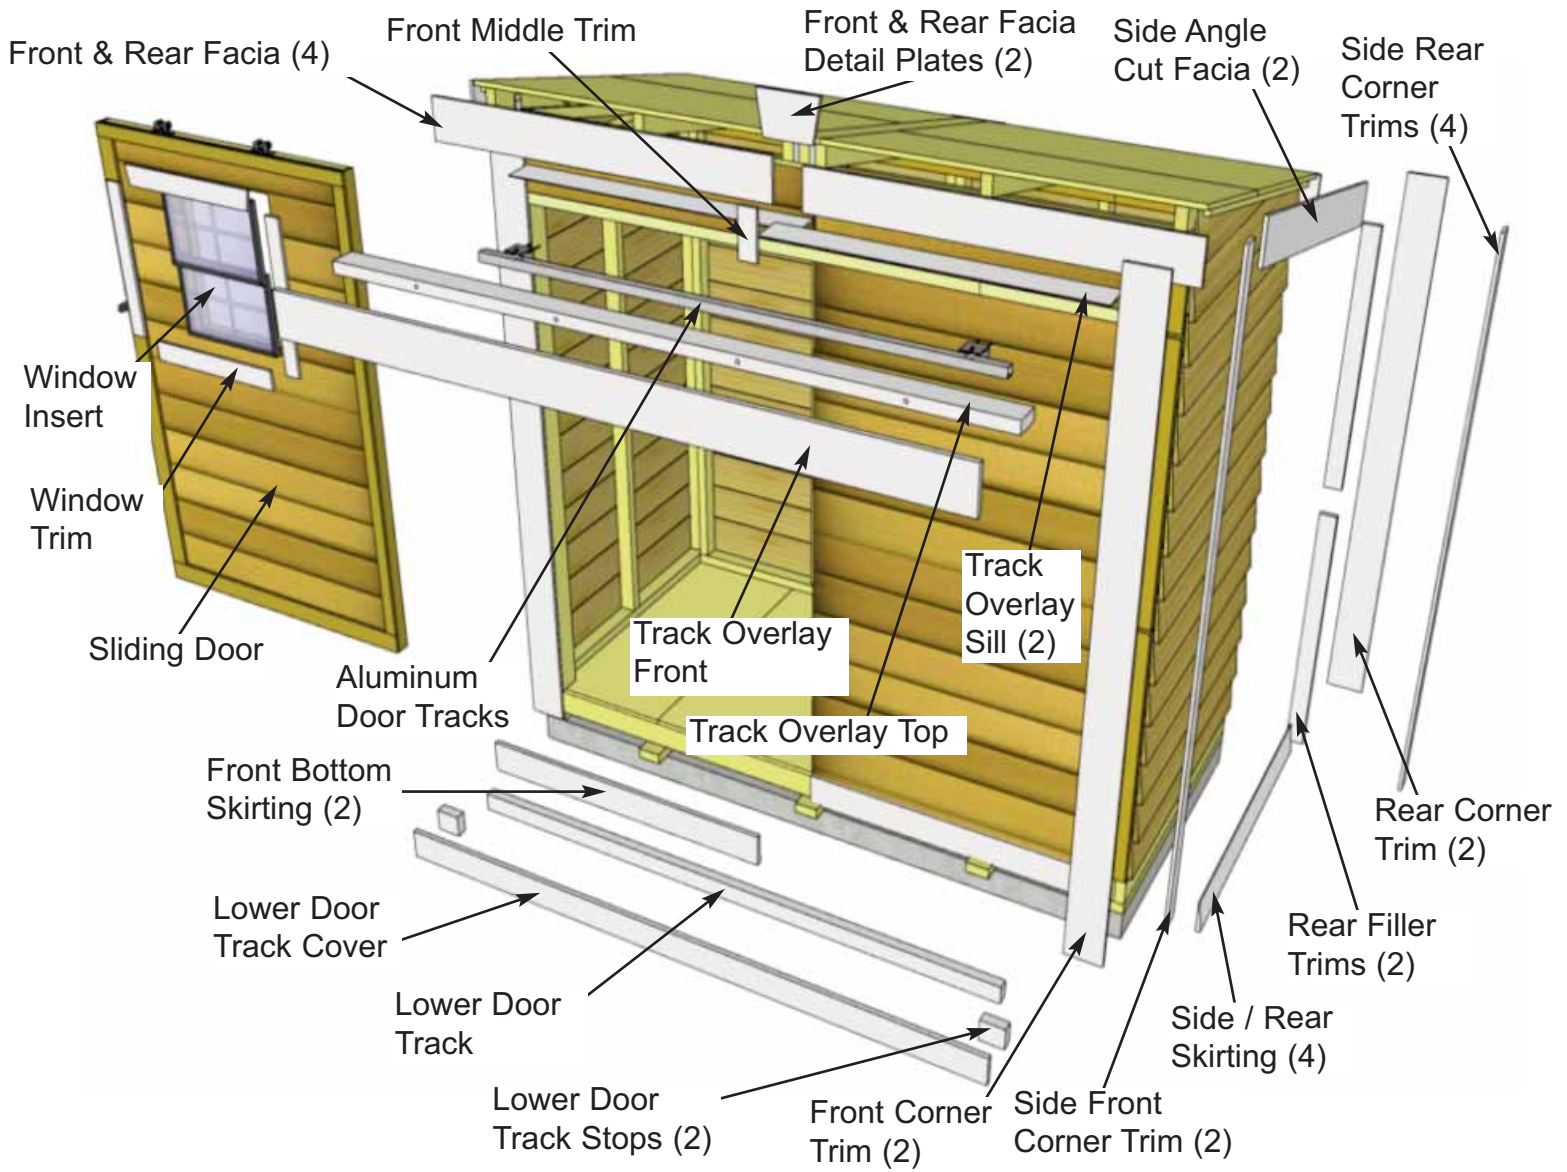 Front & Rear Facia (4)
Front Middle Trim
Front & Rear Facia
Detail Plates (2)
Side Angle
Cut Facia (2)
Side Rear
Corner
Trims (4)
Window
Insert
Window
Trim
Sliding Door
Aluminum
Door Tracks
Track Overlay
Front
Track Overlay Top
Track
Overlay
Sill (2)
Front Bottom
Skirting (2)
Lower Door
Track Cover
Lower Door
Track
Lower Door
Track Stops (2)
Front Corner
Trim (2)
Side Front
Corner Trim (2)
Side / Rear
Skirting (4)
Rear Filler
Trims (2)
Rear Corner
Trim (2)